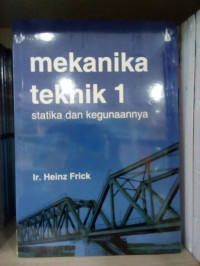 mekanika
teknik 1
statika dan kegunaannya
Ir. Heinz Frick